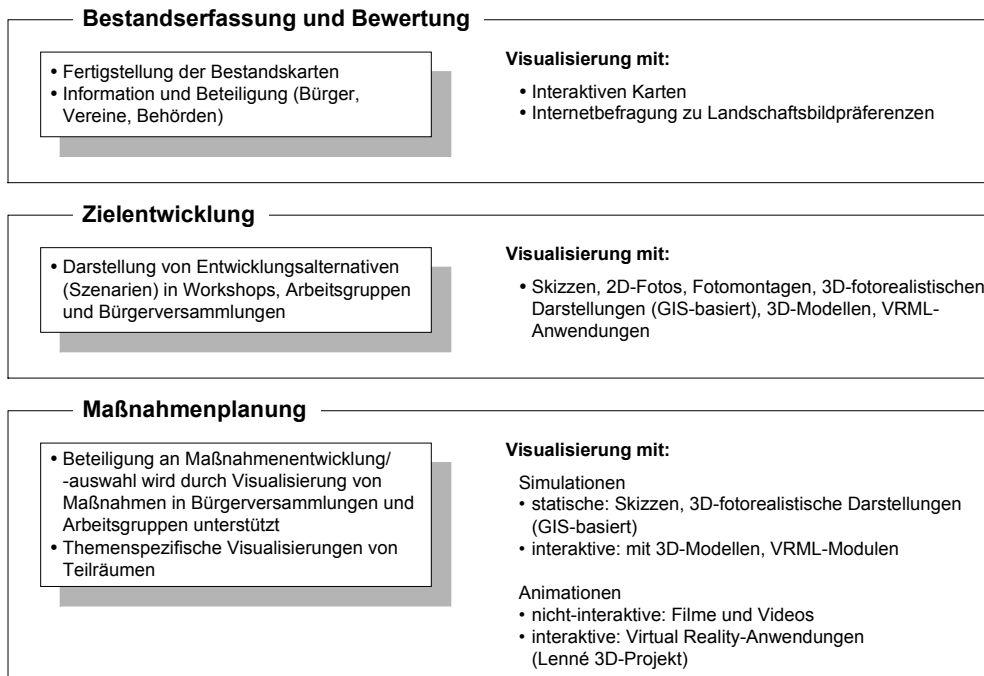 Bestandserfassung und Bewertung
• Fertigstellung der Bestandskarten
• Information und Beteiligung (Bürger,
Vereine, Behörden)
Visualisierung mit:
• Interaktiven Karten
• Internetbefragung zu Landschaftsbildpräferenzen
Zielentwicklung
• Darstellung von Entwicklungsalternativen
(Szenarien) in Workshops, Arbeitsgruppen
und Bürgerversammlungen
Visualisierung mit:
• Skizzen, 2D-Fotos, Fotomontagen, 3D-fotorealistischen
Darstellungen (GIS-basiert), 3D-Modellen, VRML-
Anwendungen
Maßnahmenplanung
• Beteiligung an Maßnahmenentwicklung/
-auswahl wird durch Visualisierung von
Maßnahmen in Bürgerversammlungen und
Arbeitsgruppen unterstützt
• Themenspezifische Visualisierungen von
Teilräumen
Visualisierung mit:
Simulationen
• statische: Skizzen, 3D-fotorealistische Darstellungen
(GIS-basiert)
• interaktive: mit 3D-Modellen, VRML-Modulen
Animationen
• nicht-interaktive: Filme und Videos
• interaktive: Virtual Reality-Anwendungen
(Lenné 3D-Projekt)